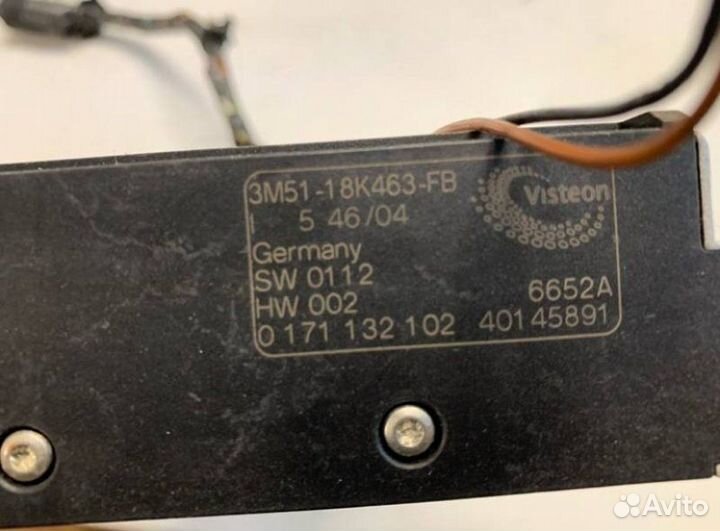 3M51-18K463-FB
Visteon
I 5 46/04
Germany
SW 0112
HW 002 6652A
0 171 132 102 40145891
Avito